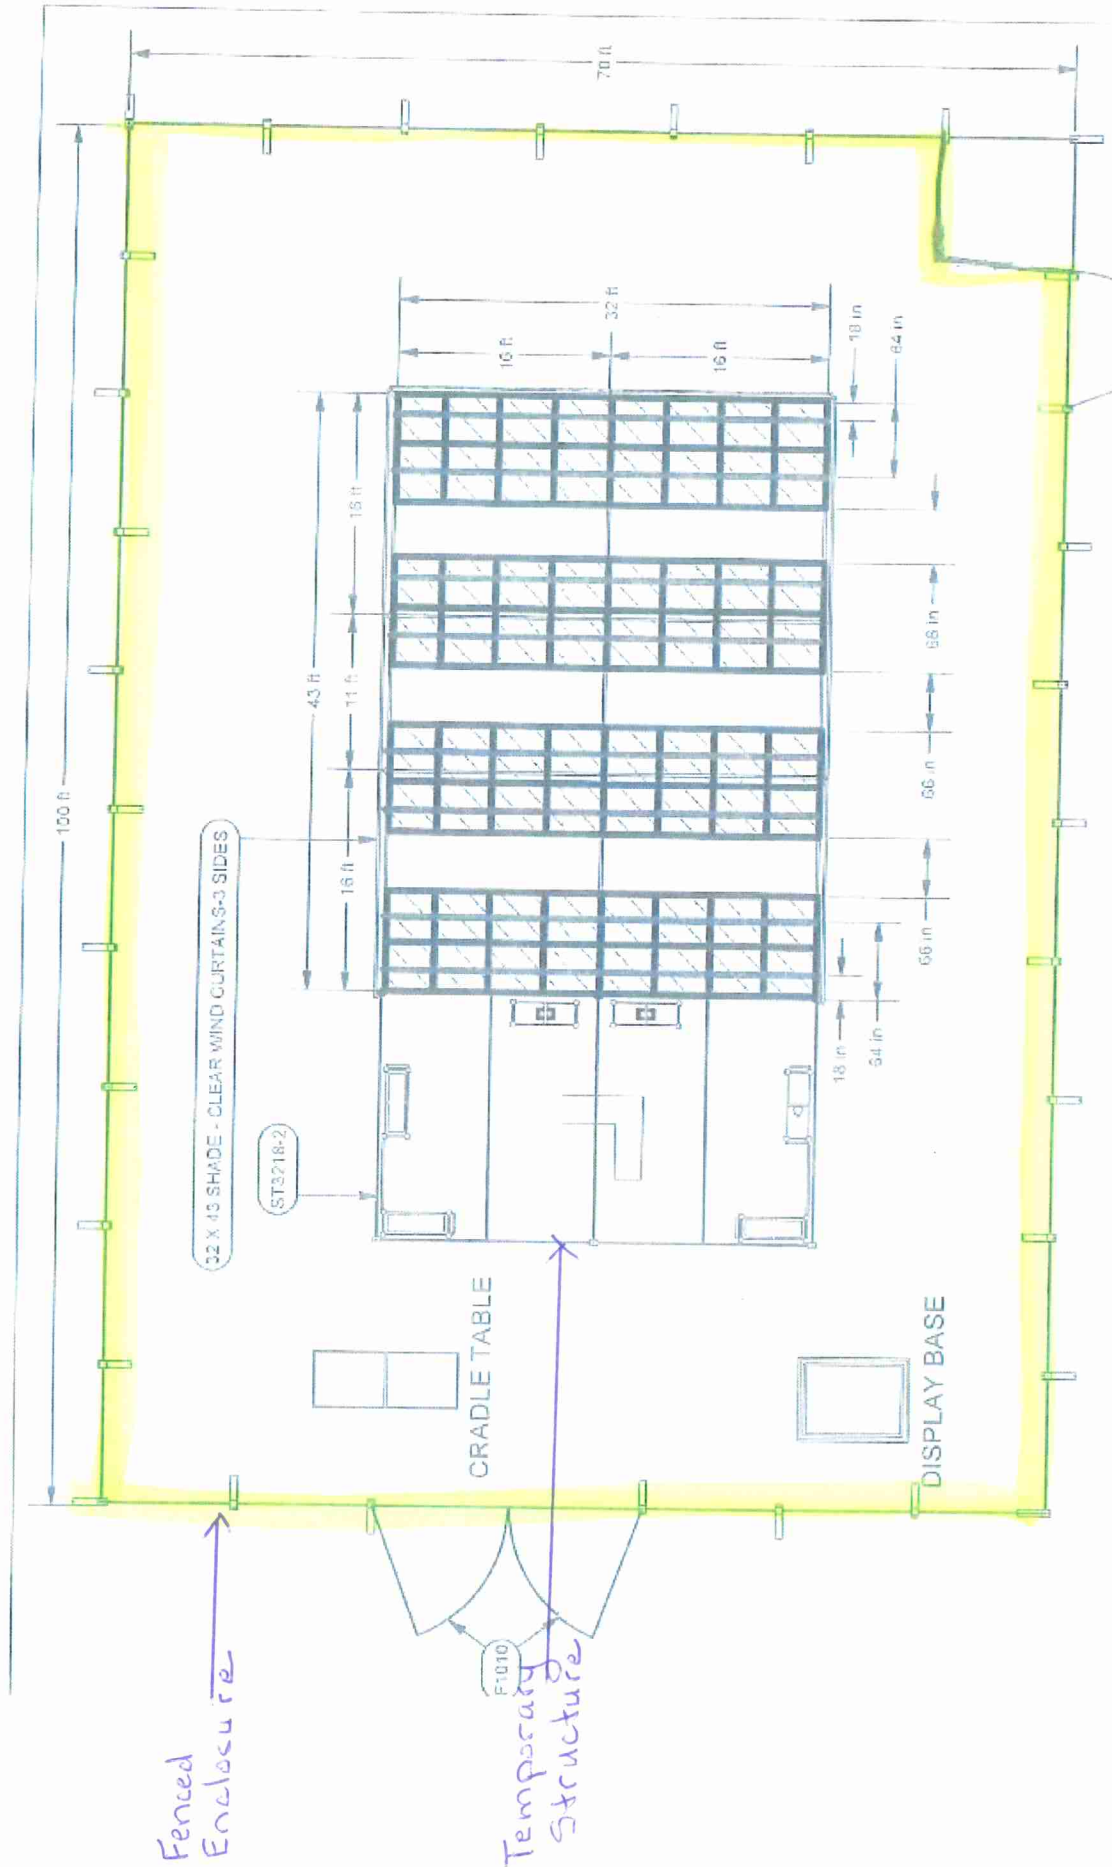 100 ft
70 ft
32 X 43 SHADE - CLEAR WIND CURTAINS-3 SIDES
ST3218-2
43 ft
16 ft
11 ft
16 ft
16 ft
32 ft
16 ft
18 in
64 in
66 in
66 in
66 in
18 in
64 in
CRADLE TABLE
DISPLAY BASE
F1010
Fenced
Enclosure
Temporary
Structure